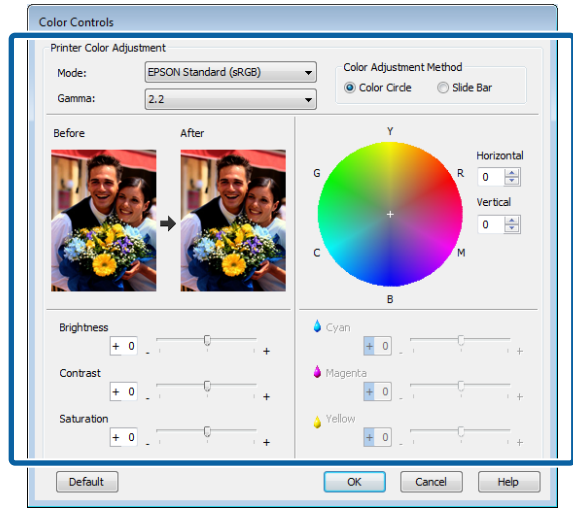 Color Controls
Printer Color Adjustment
Mode: EPSON Standard (sRGB)
Gamma: 2.2
Color Adjustment Method
Color Circle Slide Bar
Before After
Y
G R
C M
B
Horizontal
0
Vertical
0
Brightness
+ 0 - +
Contrast
+ 0 - +
Saturation
+ 0 - +
Cyan
+ 0 - +
Magenta
+ 0 - +
Yellow
+ 0 - +
Default OK Cancel Help